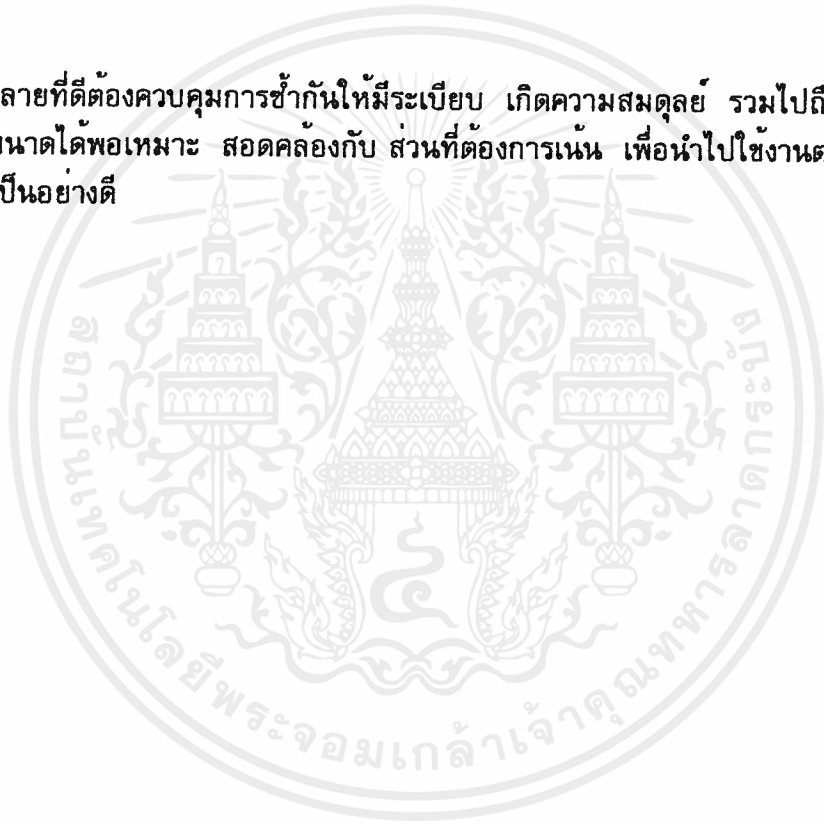 ลายที่ดีต้องควบคุมการซ้ำกันให้มีระเบียบ เกิดความสมดุลย์ รวมไปถึ
ขนาดได้พอเหมาะ สอดคล้องกับ ส่วนที่ต้องการเน้น เพื่อนำไปใช้งานต
เป็นอย่างดี
สถาบันเทคโนโลยีพระจอมเกล้าเจ้าคุณทหารลาดกระบัง